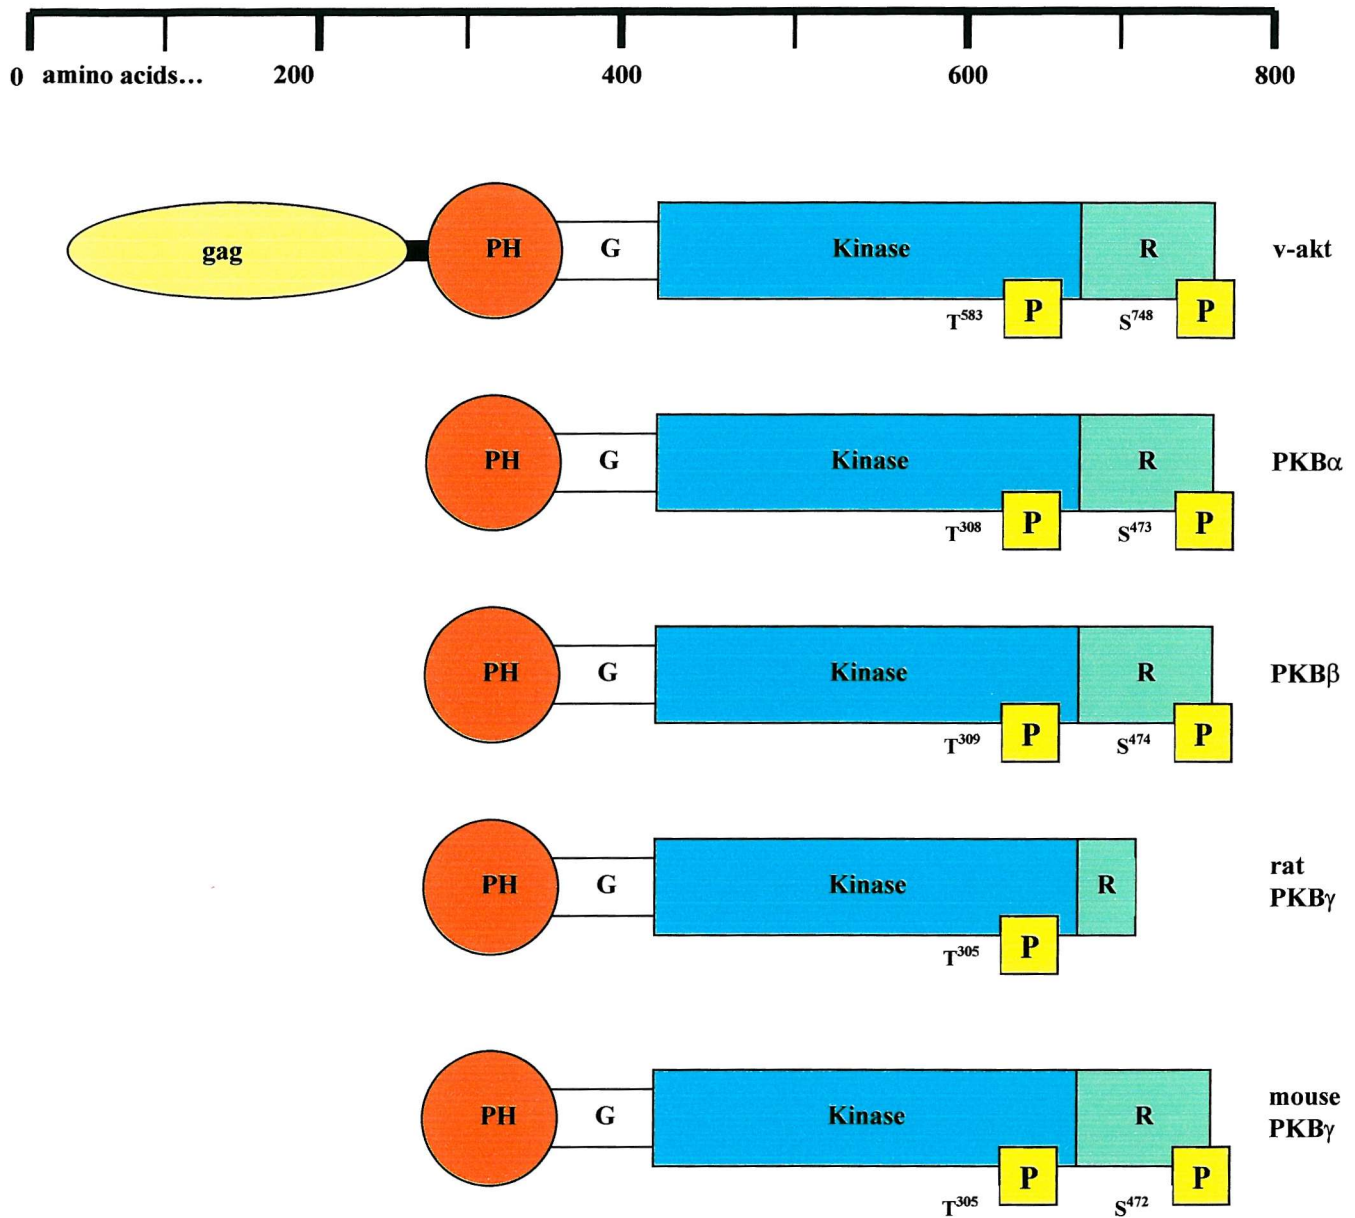 0 amino acids... 200 400 600 800
gag PH G Kinase R v-akt
T⁵⁸³ P S⁷⁴⁸ P
PH G Kinase R PKBα
T³⁰⁸ P S⁴⁷³ P
PH G Kinase R PKBβ
T³⁰⁹ P S⁴⁷⁴ P
PH G Kinase R rat
PKBγ
T³⁰⁵ P
PH G Kinase R mouse
PKBγ
T³⁰⁵ P S⁴⁷² P